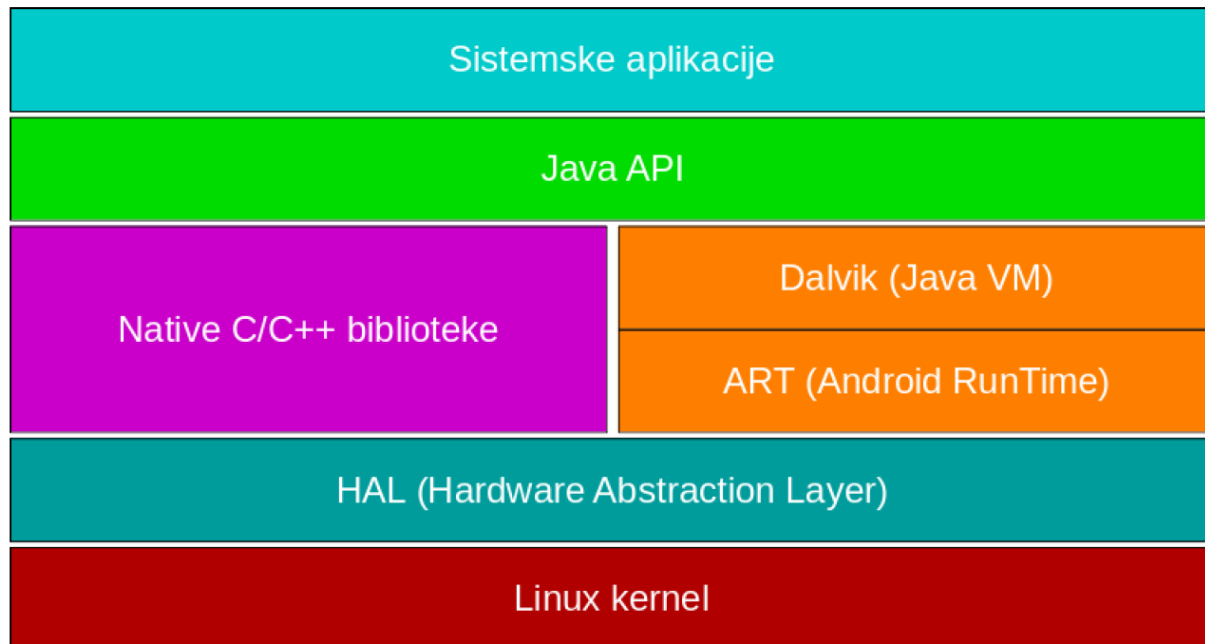 Sistemske aplikacije
Java API
Native C/C++ biblioteke
Dalvik (Java VM)
ART (Android RunTime)
HAL (Hardware Abstraction Layer)
Linux kernel